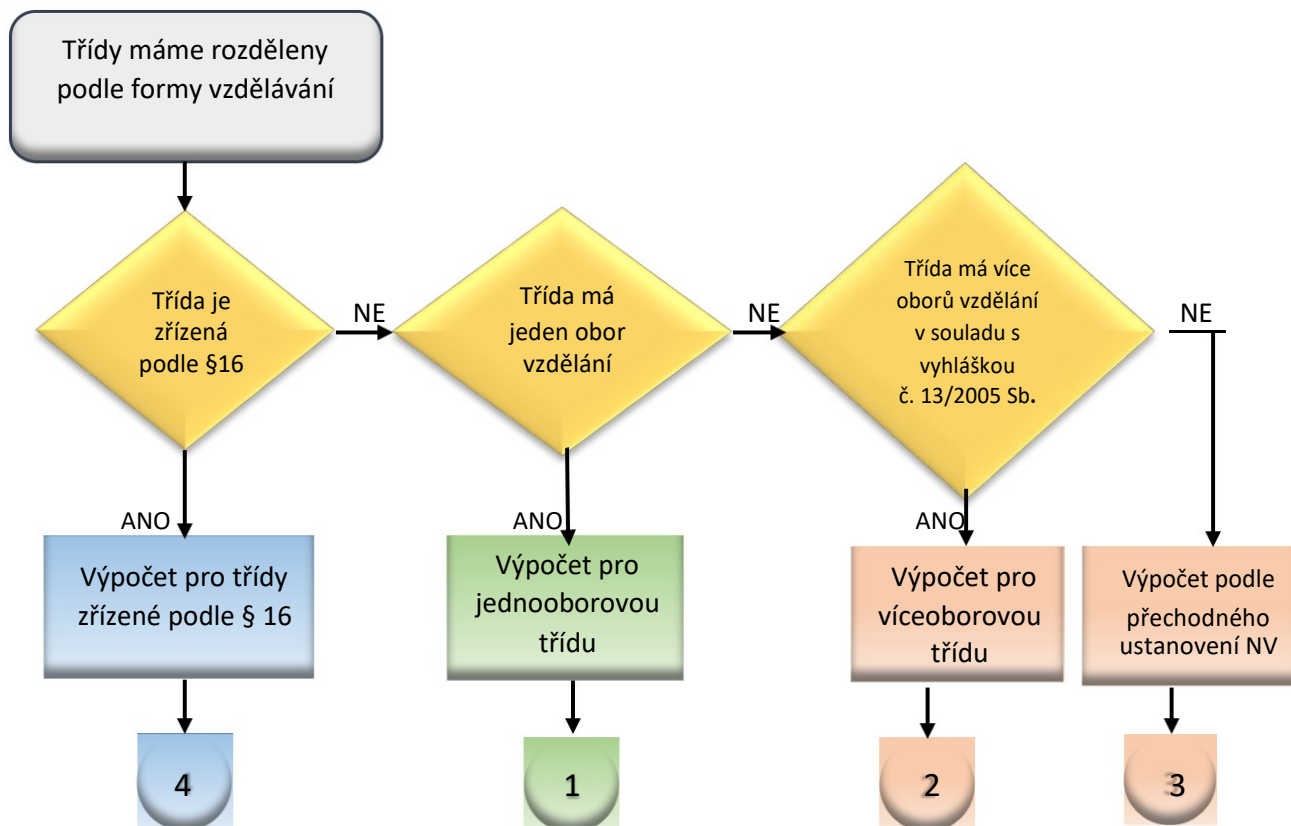 Třídy máme rozděleny
podle formy vzdělávání
Třída je
zřízená
podle §16
NE
Třída má
jeden obor
vzdělání
NE
Třída má více
oborů vzdělání
v souladu s
vyhláškou
č. 13/2005 Sb.
NE
ANO
ANO
ANO
Výpočet pro třídy
zřízené podle § 16
Výpočet pro
jednooborovou
třídu
Výpočet pro
víceoborovou
třídu
Výpočet podle
přechodného
ustanovení NV
4
1
2
3